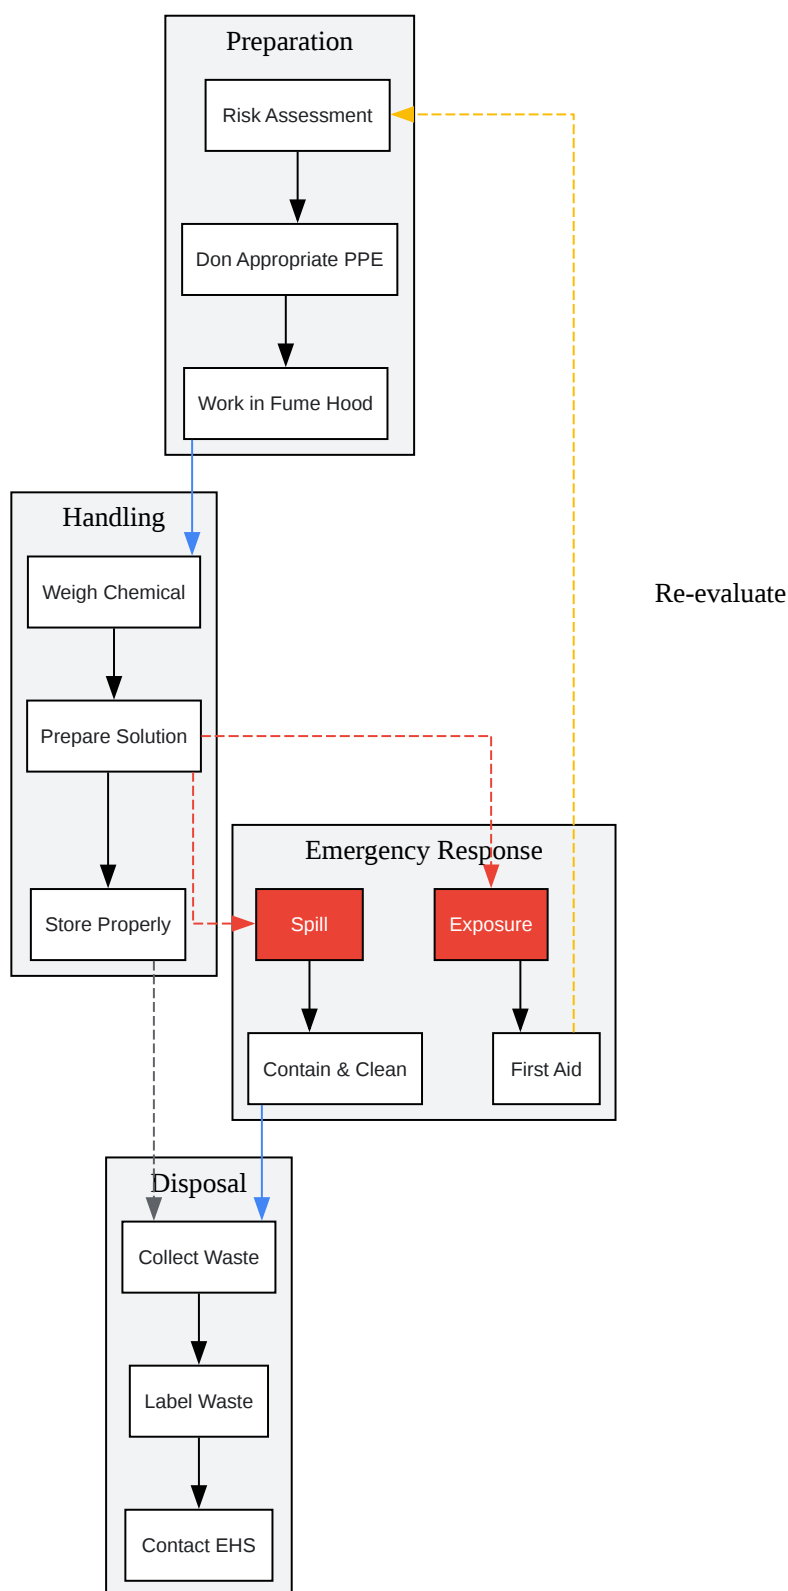 Preparation
Risk Assessment
Don Appropriate PPE
Work in Fume Hood
Handling
Weigh Chemical
Re-evaluate
Prepare Solution
Emergency Response
Store Properly
Spill
Exposure
Contain & Clean
First Aid
Disposal
Collect Waste
Label Waste
Contact EHS